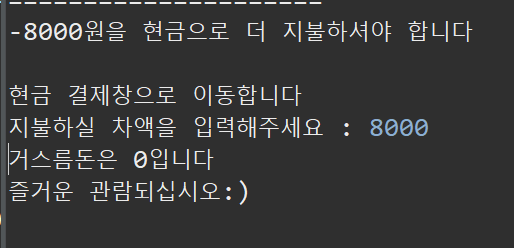 ----------------------
-8000원을 현금으로 더 지불하셔야 합니다
현금 결제창으로 이동합니다
지불하실 차액을 입력해주세요 : 8000
거스름돈은 0입니다
즐거운 관람되십시오:)